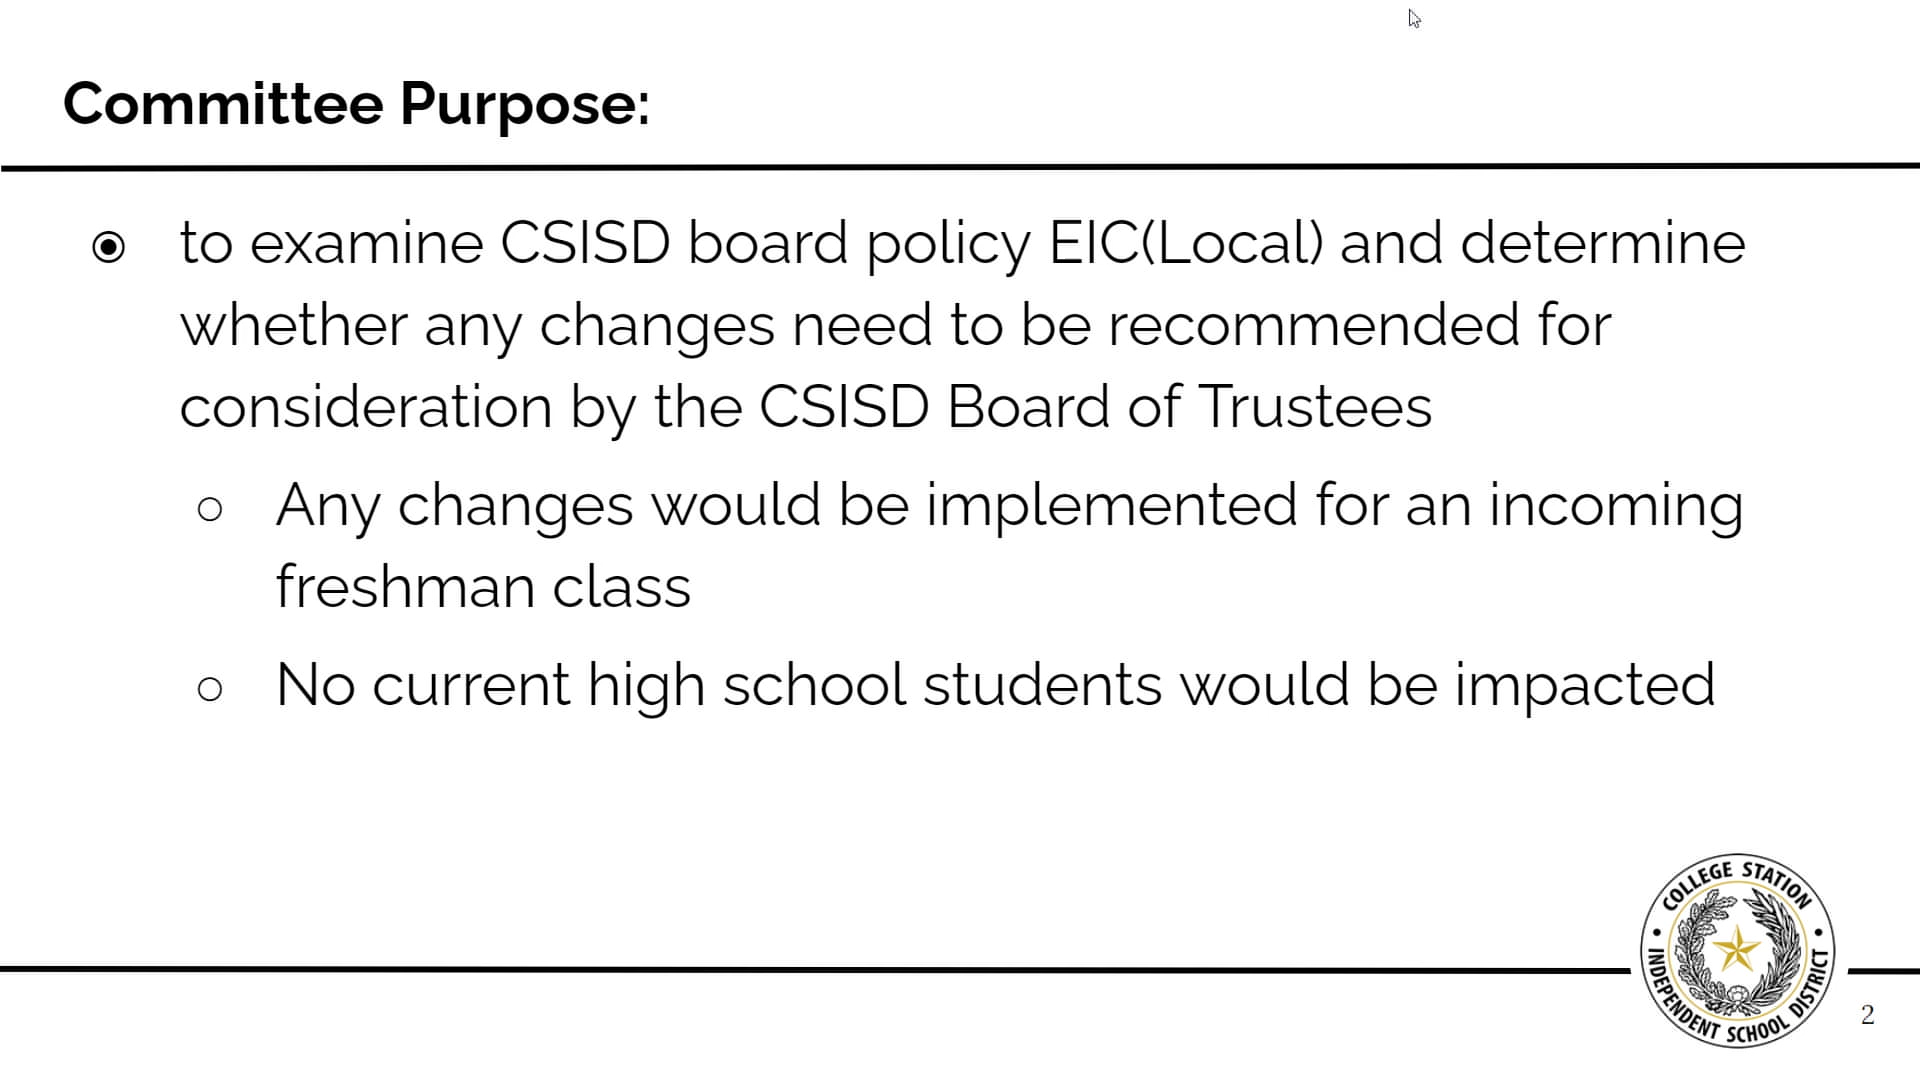 Committee Purpose:
to examine CSISD board policy EIC(Local) and determine
whether any changes need to be recommended for
consideration by the CSISD Board of Trustees
Any changes would be implemented for an incoming
freshman class
No current high school students would be impacted
COLLEGE STATION
INDEPENDENT SCHOOL DISTRICT
2